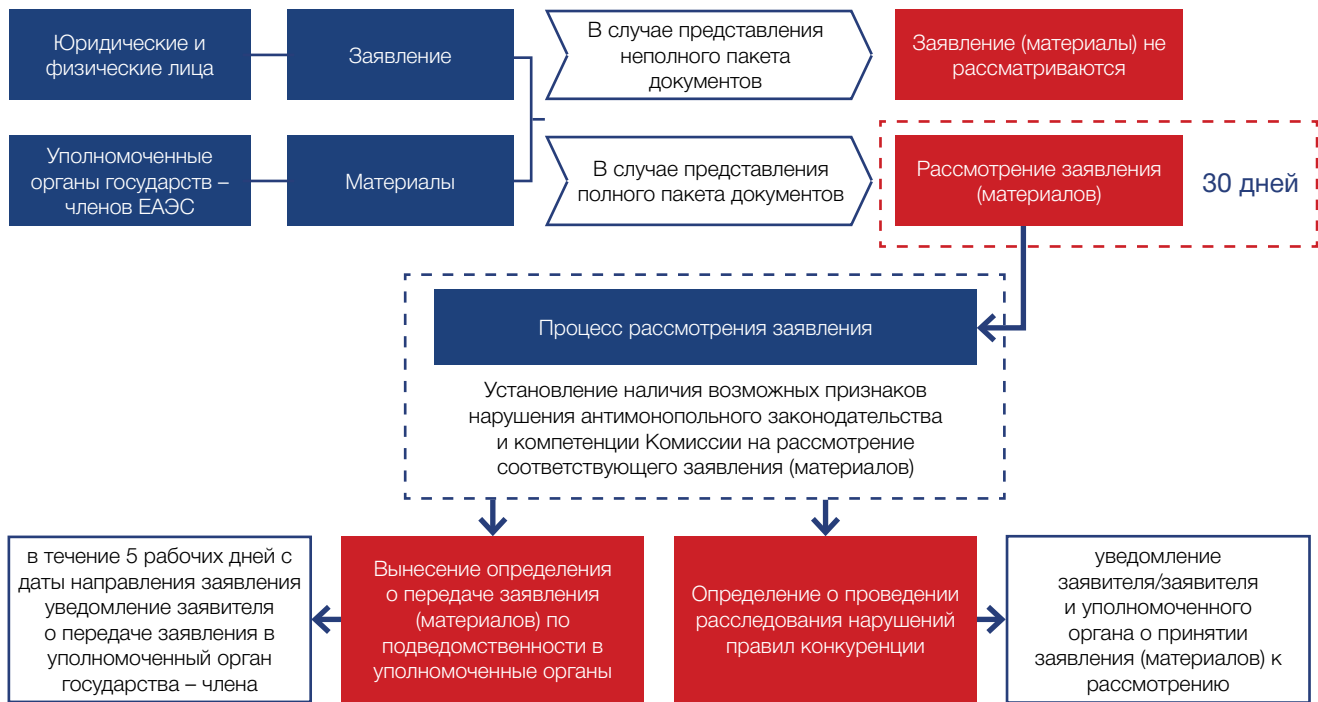 Юридические и
физические лица
Заявление
В случае представления
неполного пакета
документов
Заявление (материалы) не
рассматриваются
Уполномоченные
органы государств –
членов ЕАЭС
Материалы
В случае представления
полного пакета документов
Рассмотрение заявления
(материалов)
30 дней
Процесс рассмотрения заявления
Установление наличия возможных признаков
нарушения антимонопольного законодательства
и компетенции Комиссии на рассмотрение
соответствующего заявления (материалов)
в течение 5 рабочих дней с
даты направления заявления
уведомление заявителя
о передаче заявления в
уполномоченный орган
государства – члена
Вынесение определения
о передаче заявления
(материалов) по
подведомственности в
уполномоченные органы
Определение о проведении
расследования нарушений
правил конкуренции
уведомление
заявителя/заявителя
и уполномоченного
органа о принятии
заявления (материалов) к
рассмотрению